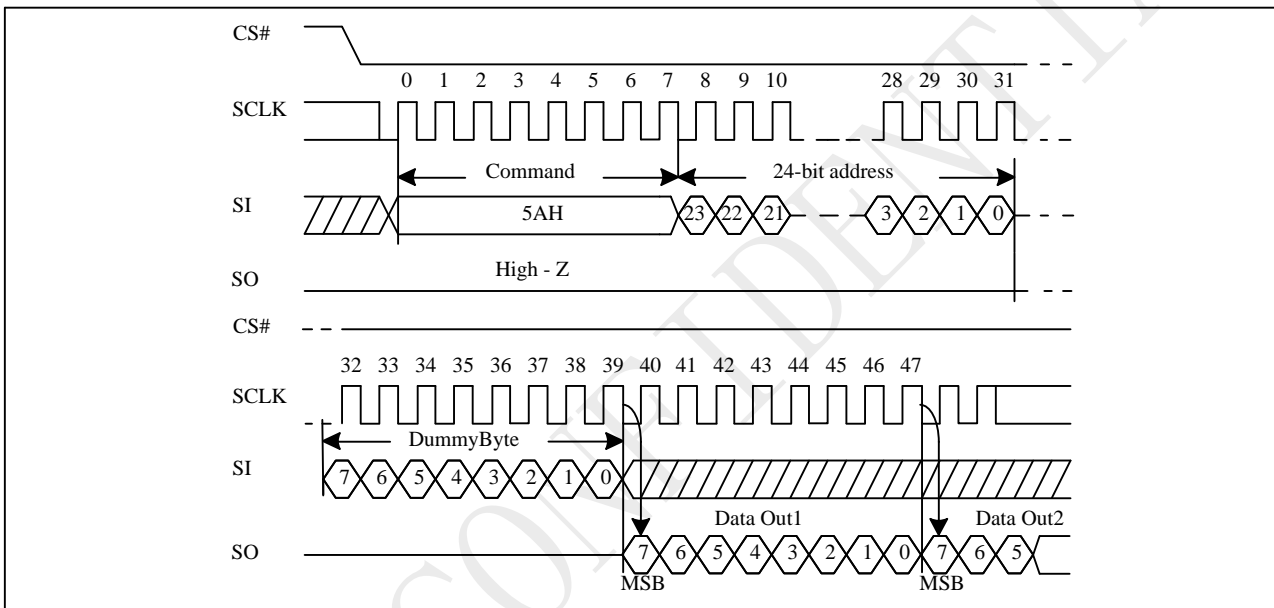 CS#
0 1 2 3 4 5 6 7 8 9 10 28 29 30 31
SCLK
Command 24-bit address
SI 5AH 23 22 21 3 2 1 0
High - Z
SO
CS#
32 33 34 35 36 37 38 39 40 41 42 43 44 45 46 47
SCLK
DummyByte
SI 7 6 5 4 3 2 1 0
Data Out1 Data Out2
SO 7 6 5 4 3 2 1 0 7 6 5
MSB MSB